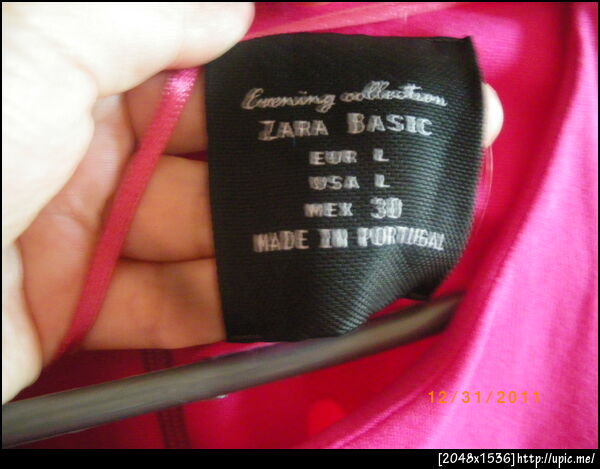 Evening collection
ZARA BASIC
EUR L
USA L
MEX 30
MADE IN PORTUGAL
12/31/2011
[2048x1536]http://upic.me/